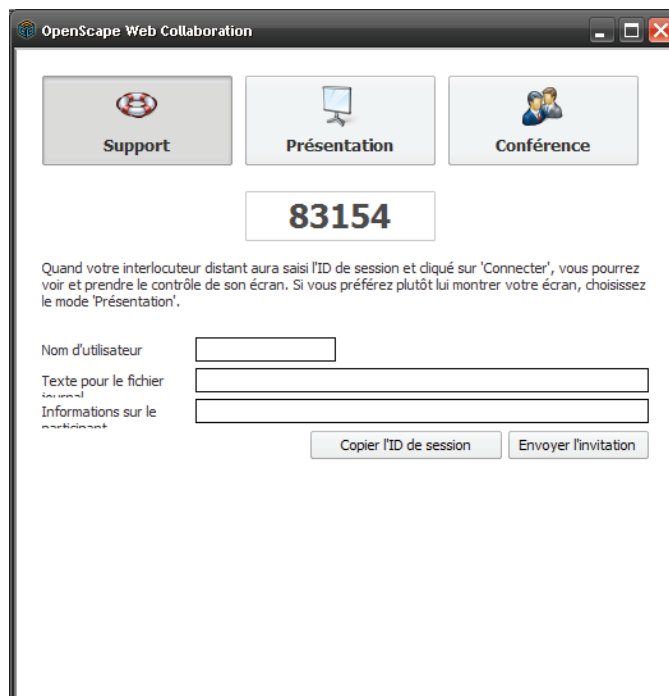 OpenScape Web Collaboration
Support
Présentation
Conférence
83154
Quand votre interlocuteur distant aura saisi l'ID de session et cliqué sur 'Connecter', vous pourrez
voir et prendre le contrôle de son écran. Si vous préférez plutôt lui montrer votre écran, choisissez
le mode 'Présentation'.
Nom d'utilisateur
Texte pour le fichier
journal
Informations sur le
participant
Copier l'ID de session
Envoyer l'invitation